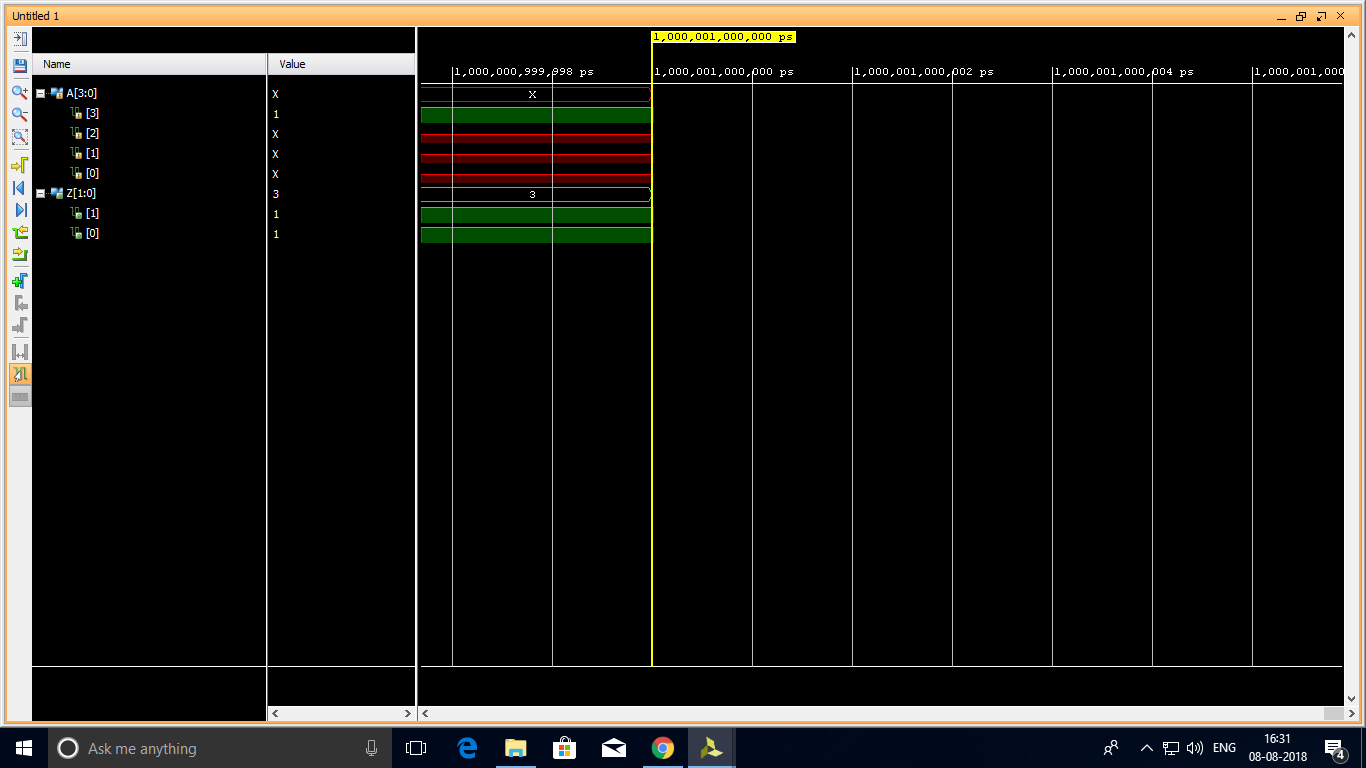 Untitled 1
1,000,001,000,000 ps
Name Value
1,000,000,999,998 ps 1,000,001,000,000 ps 1,000,001,000,002 ps 1,000,001,000,004 ps 1,000,001,000
A[3:0] X X
[3] 1
[2] X
[1] X
[0] X
Z[1:0] 3 3
[1] 1
[0] 1
Ask me anything
ENG
16:31
08-08-2018
4